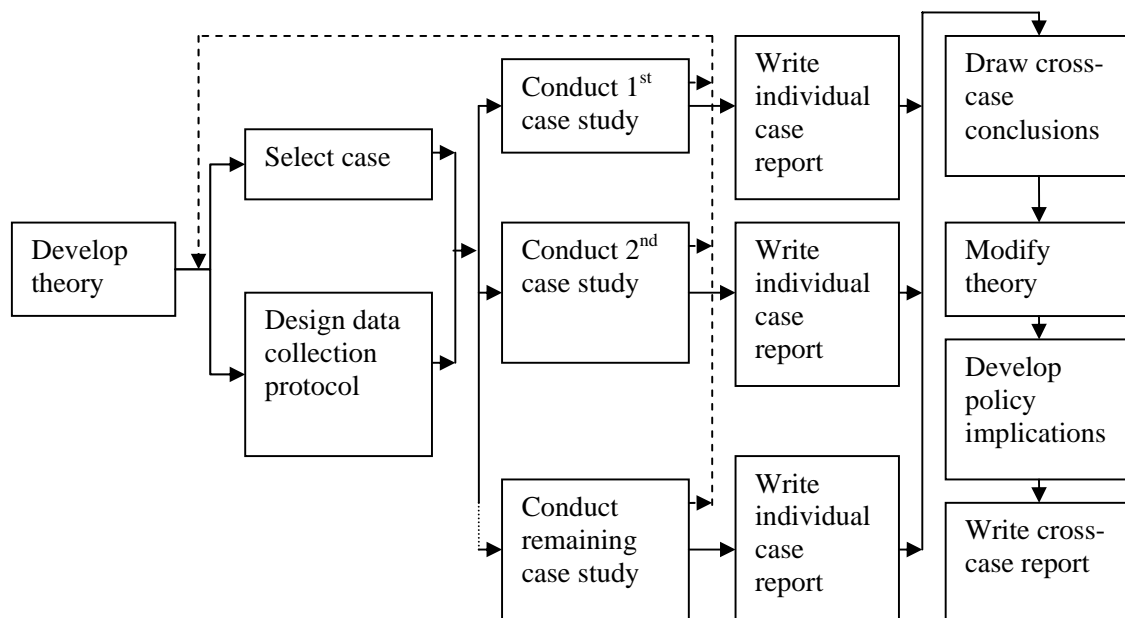 Develop
theory
Select case
Design data
collection
protocol
Conduct 1st
case study
Conduct 2nd
case study
Conduct
remaining
case study
Write
individual
case
report
Write
individual
case
report
Write
individual
case
report
Draw cross-
case
conclusions
Modify
theory
Develop
policy
implications
Write cross-
case report